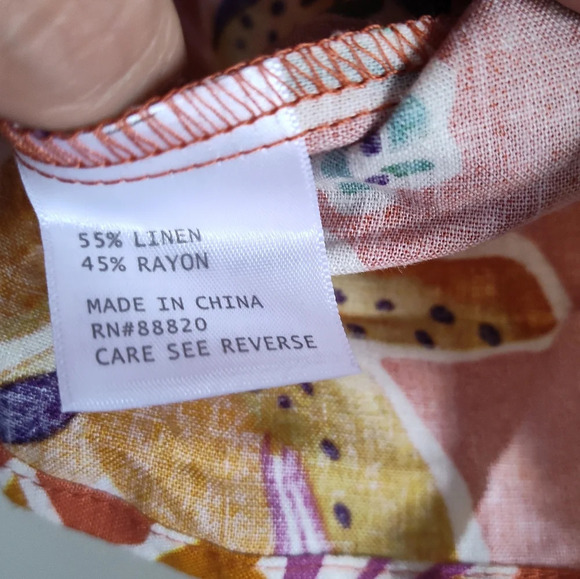 55% LINEN
45% RAYON
MADE IN CHINA
RN#88820
CARE SEE REVERSE